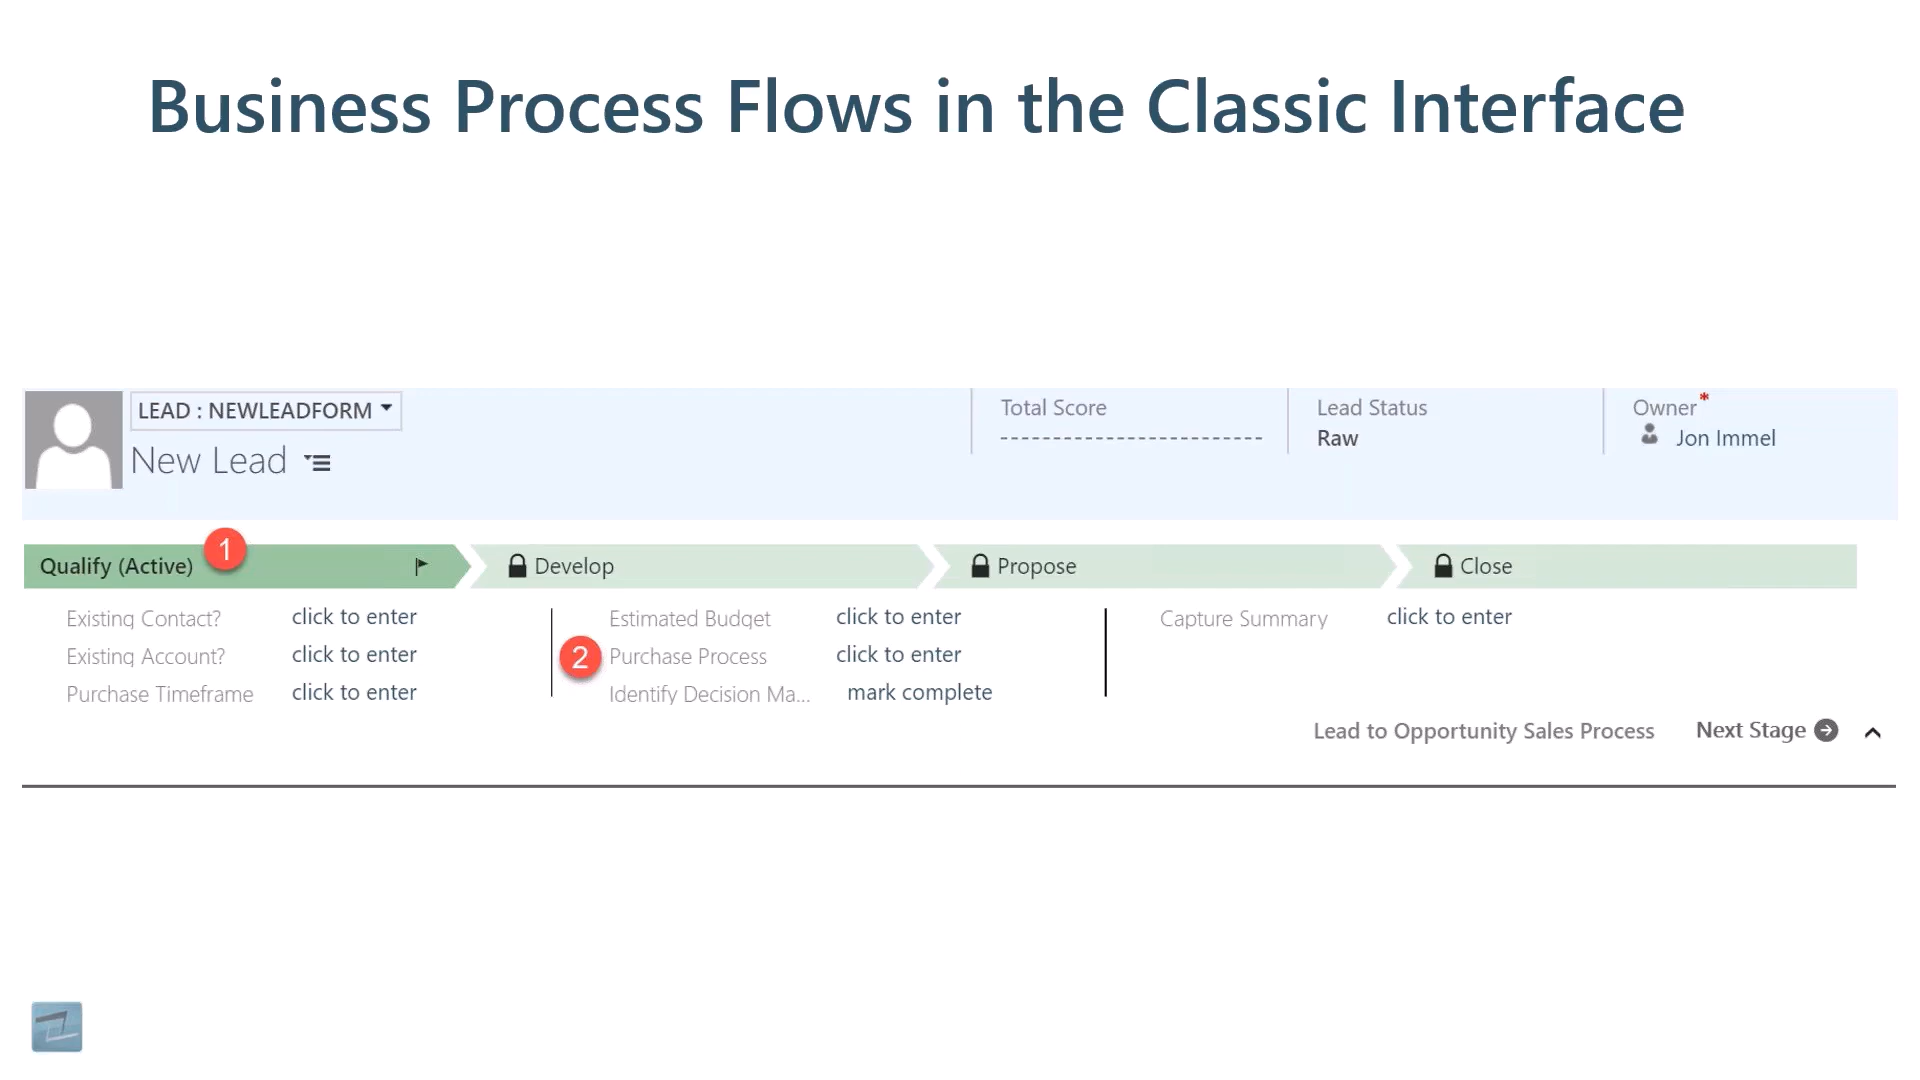 Business Process Flows in the Classic Interface
LEAD : NEWLEADFORM
New Lead
Total Score
Lead Status
Raw
Owner*
Jon Immel
Qualify (Active)
1
Develop
Propose
Close
Existing Contact? click to enter
Existing Account? click to enter
Purchase Timeframe click to enter
2
Estimated Budget click to enter
Purchase Process click to enter
Identify Decision Ma... mark complete
Capture Summary click to enter
Lead to Opportunity Sales Process Next Stage